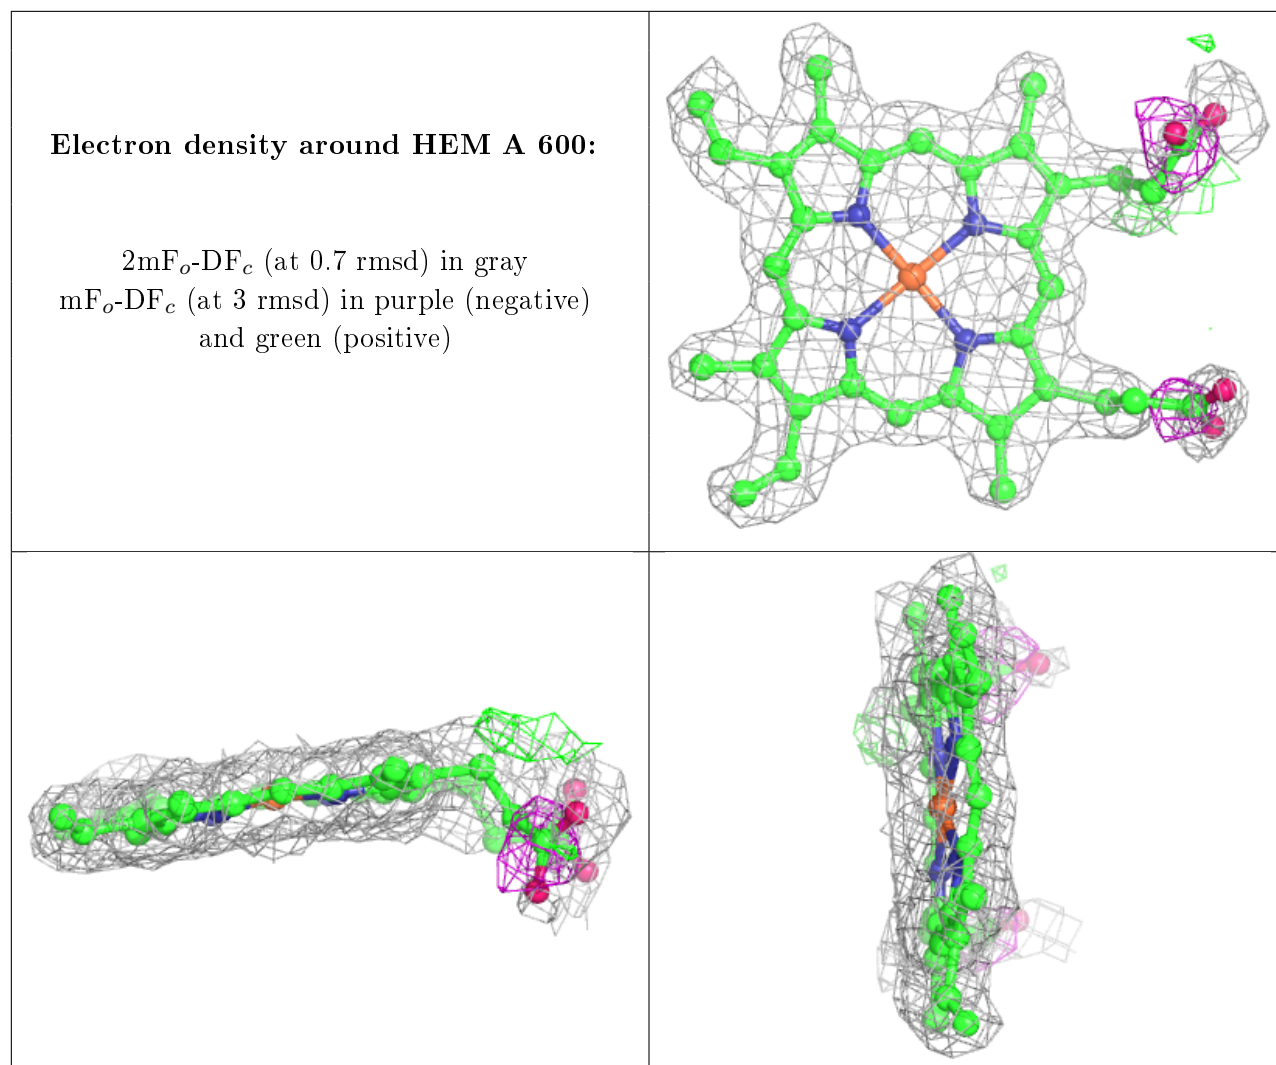 Electron density around HEM A 600:
2mFₒ-DF𝒸 (at 0.7 rmsd) in gray
mFₒ-DF𝒸 (at 3 rmsd) in purple (negative)
and green (positive)